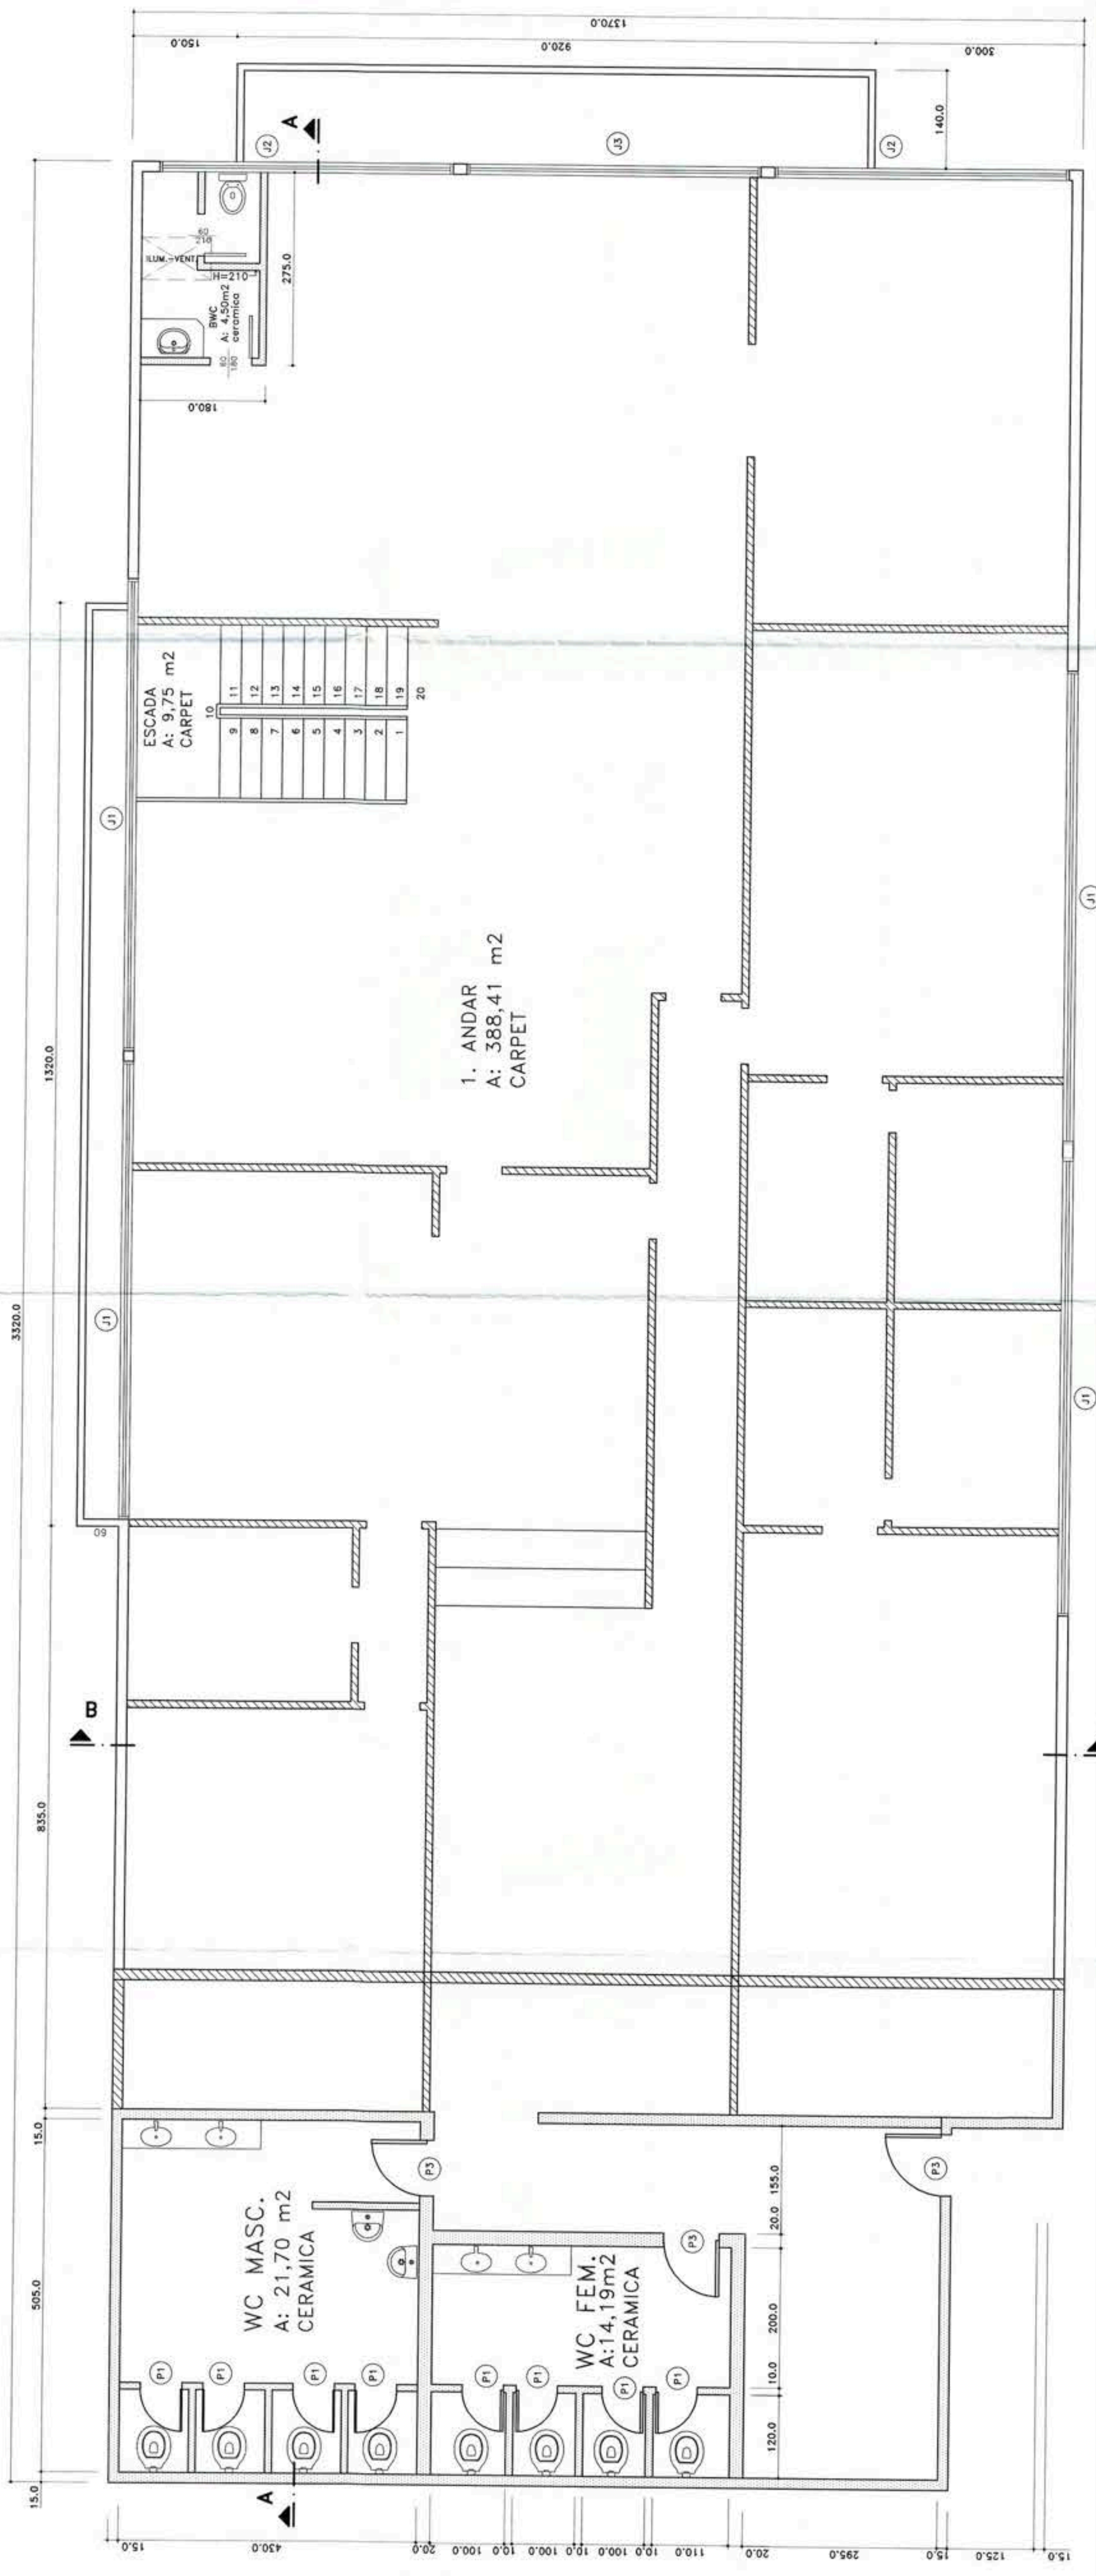 3320.0
15.0
505.0
15.0
835.0
1320.0
60
150.0
920.0
300.0
1370.0
140.0
A
J2
J3
J2
ILUM.-VENT.
60
210
H=210
BWC
A: 4,50m2
ceramica
60
180
275.0
180.0
ESCADA
A: 9,75 m2
CARPET
10
9
8
7
6
5
4
3
2
1
11
12
13
14
15
16
17
18
19
20
J1
J1
J1
J1
1. ANDAR
A: 388,41 m2
CARPET
B
WC MASC.
A: 21,70 m2
CERAMICA
P3
P3
P3
WC FEM.
A:14,19m2
CERAMICA
P1
P1
P1
P1
P1
P1
P1
P1
120.0
10.0
200.0
20.0
155.0
A
15.0
430.0
20.0
100.0
10.0
100.0
10.0
100.0
10.0
110.0
20.0
295.0
15.0
125.0
15.0